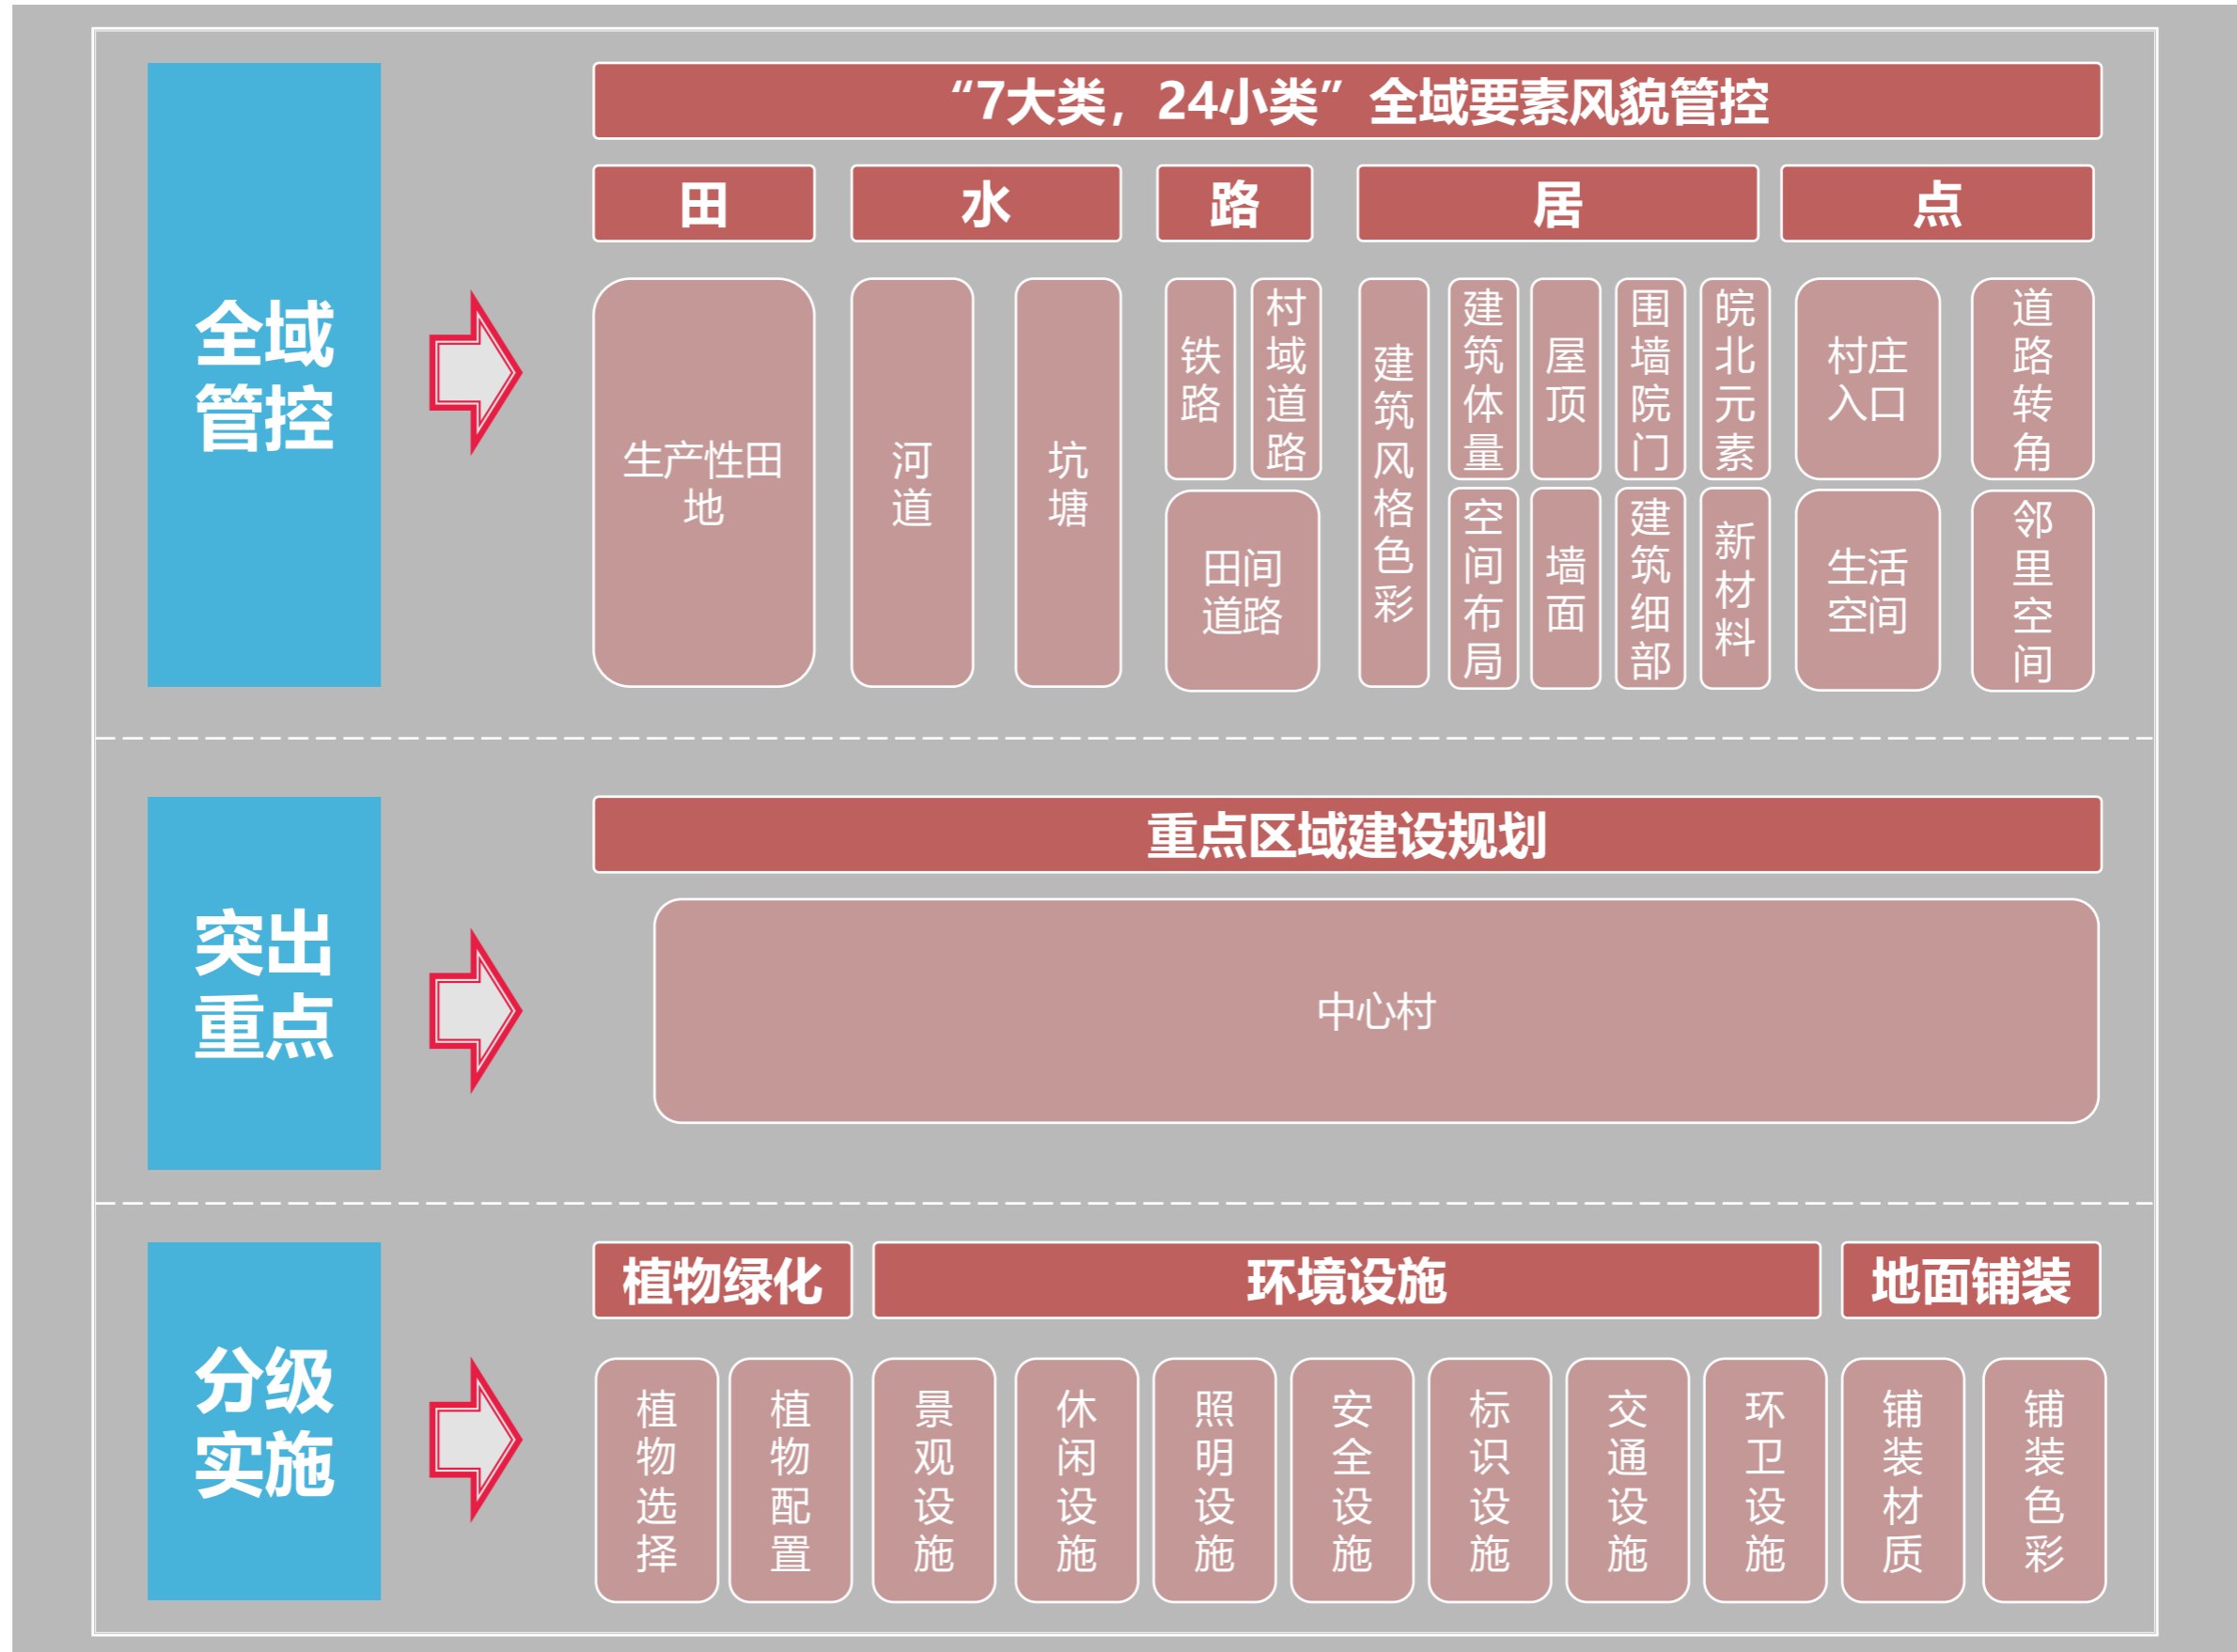 全域
管控
“7大类，24小类”全域要素风貌管控
田
水
路
居
点
生产性田
地
河
道
坑
塘
铁
路
村
域
道
路
田间
道路
建
筑
风
格
色
彩
建
筑
体
量
空
间
布
局
屋
顶
墙
面
围
墙
院
门
建
筑
细
部
皖
北
元
素
新
材
料
村庄
入口
生活
空间
道
路
转
角
邻
里
空
间
突出
重点
重点区域建设规划
中心村
分级
实施
植物绿化
环境设施
地面铺装
植
物
选
择
植
物
配
置
景
观
设
施
休
闲
设
施
照
明
设
施
安
全
设
施
标
识
设
施
交
通
设
施
环
卫
设
施
铺
装
材
质
铺
装
色
彩